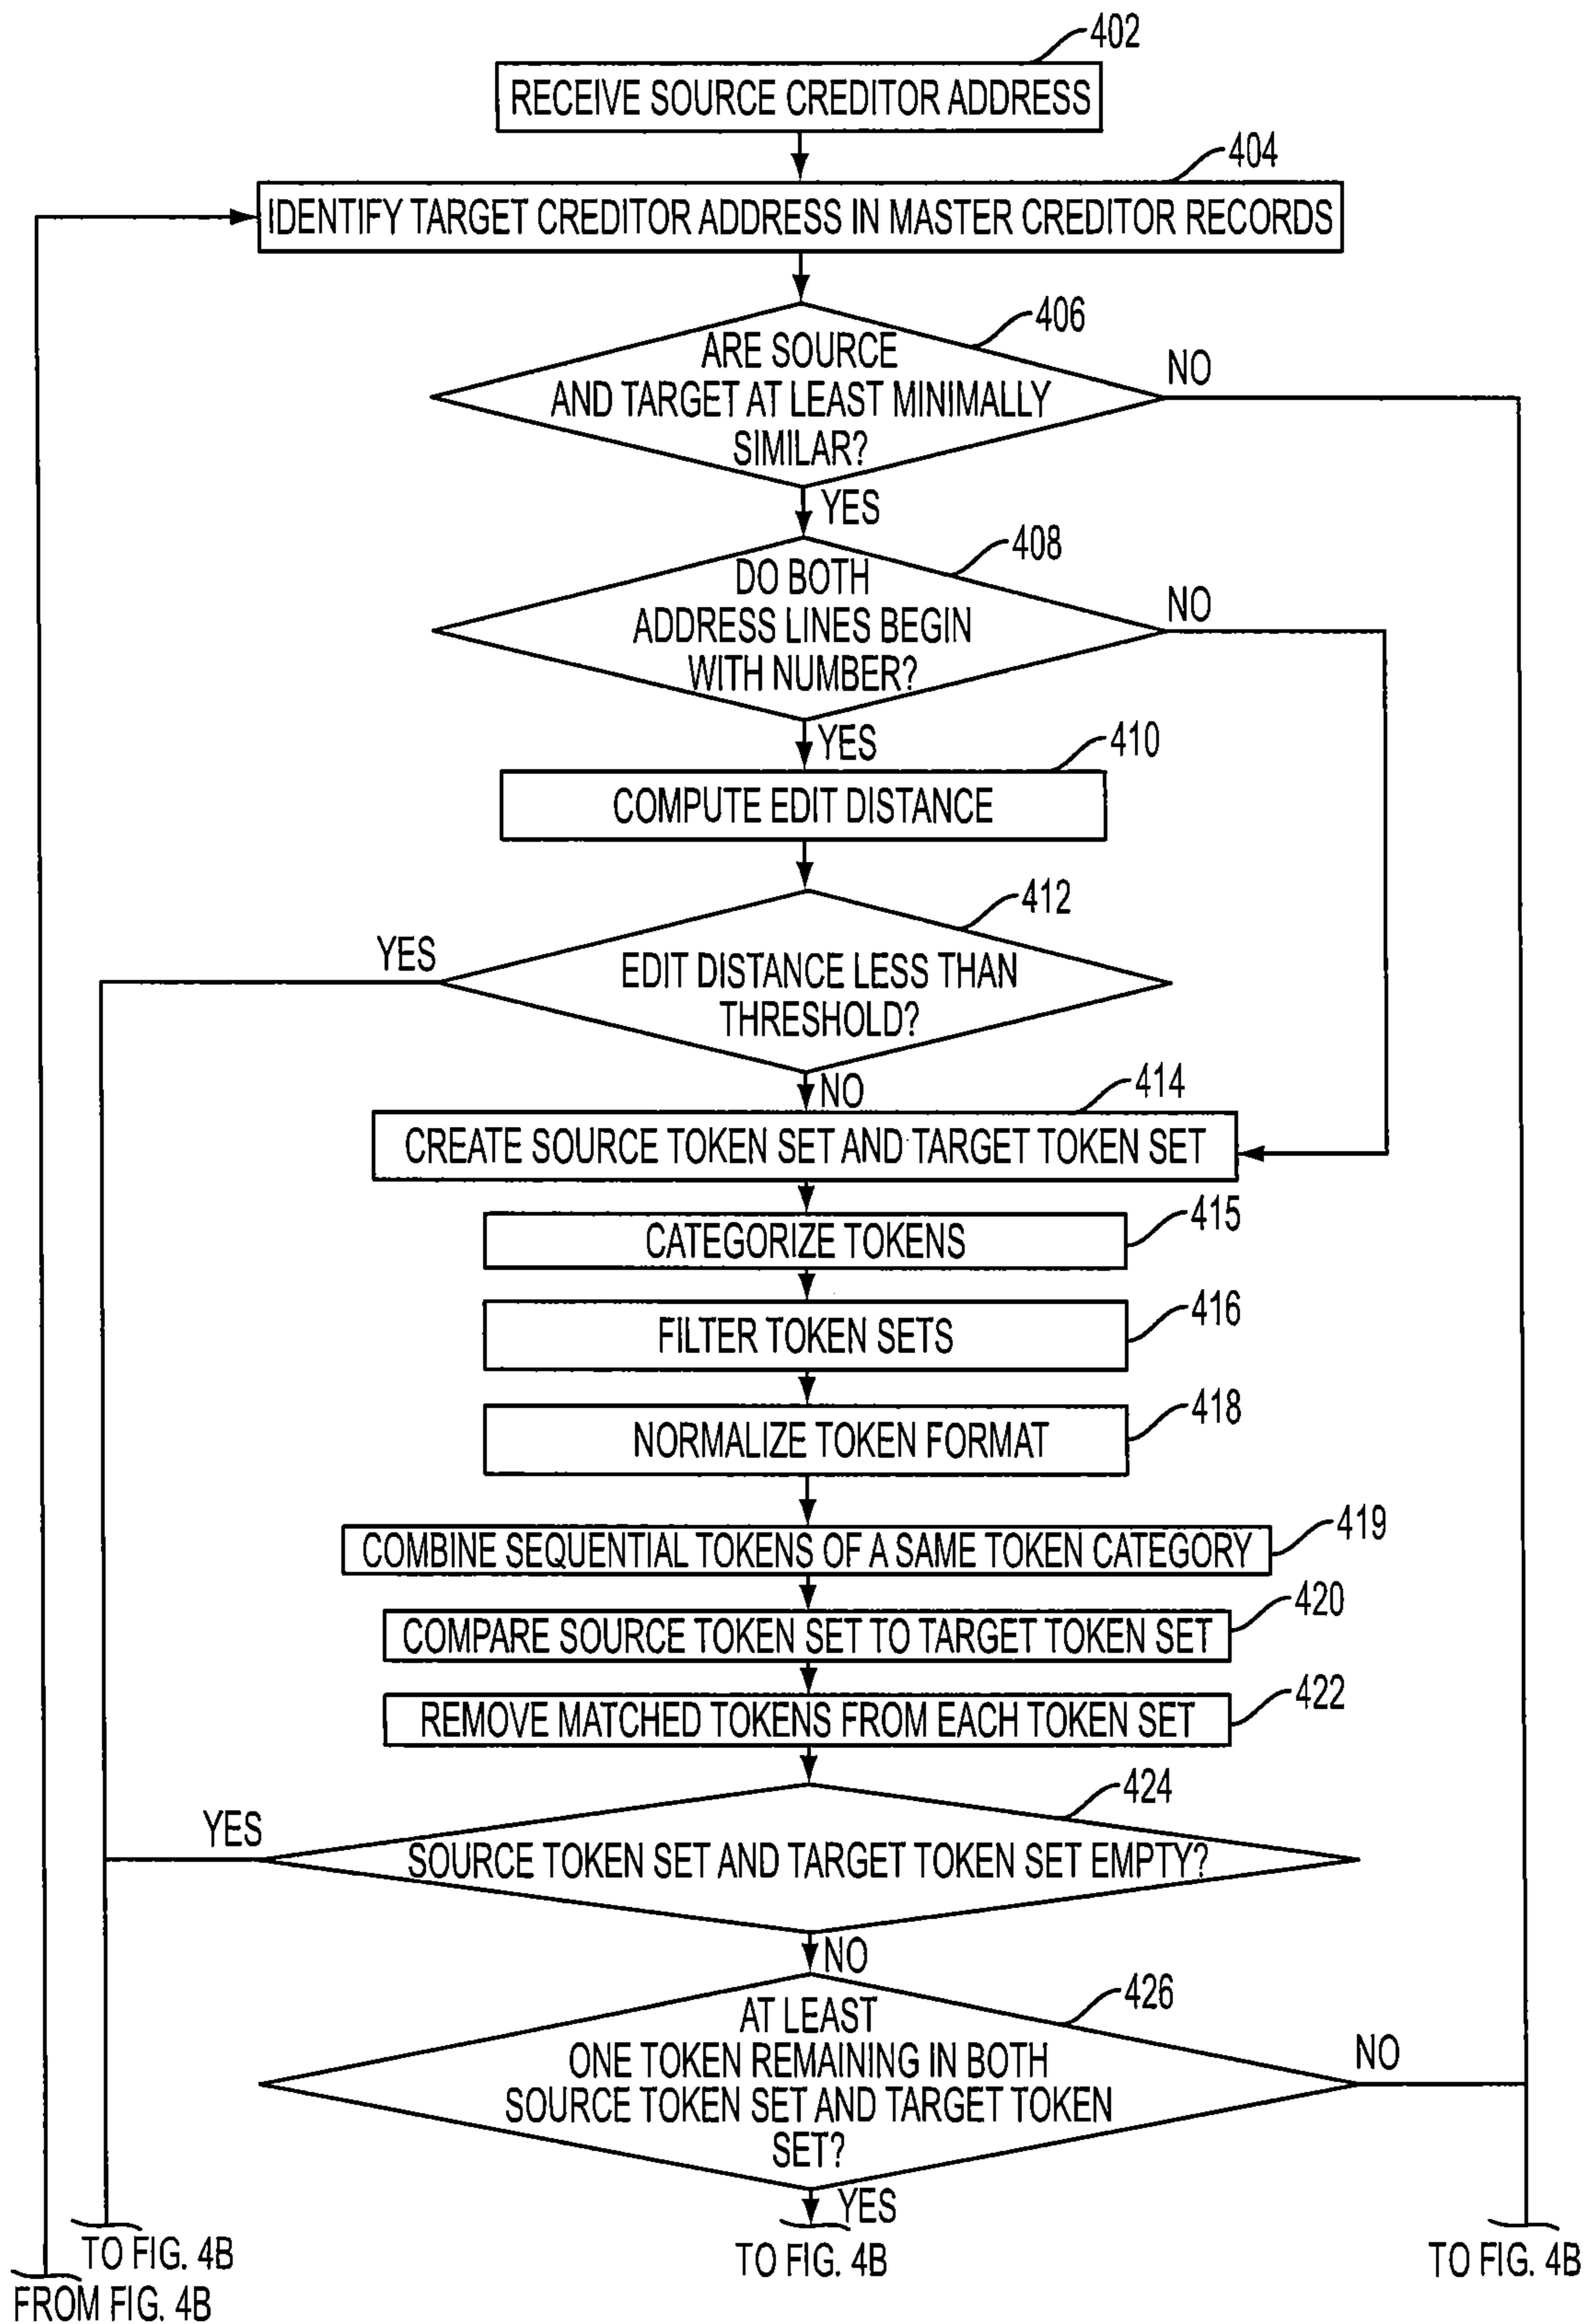 402
RECEIVE SOURCE CREDITOR ADDRESS
404
IDENTIFY TARGET CREDITOR ADDRESS IN MASTER CREDITOR RECORDS
406
ARE SOURCE
AND TARGET AT LEAST MINIMALLY
SIMILAR?
NO
YES
408
DO BOTH
ADDRESS LINES BEGIN
WITH NUMBER?
NO
YES
410
COMPUTE EDIT DISTANCE
412
YES
EDIT DISTANCE LESS THAN
THRESHOLD?
NO
414
CREATE SOURCE TOKEN SET AND TARGET TOKEN SET
415
CATEGORIZE TOKENS
416
FILTER TOKEN SETS
418
NORMALIZE TOKEN FORMAT
419
COMBINE SEQUENTIAL TOKENS OF A SAME TOKEN CATEGORY
420
COMPARE SOURCE TOKEN SET TO TARGET TOKEN SET
422
REMOVE MATCHED TOKENS FROM EACH TOKEN SET
424
YES
SOURCE TOKEN SET AND TARGET TOKEN SET EMPTY?
NO
426
AT LEAST
ONE TOKEN REMAINING IN BOTH
SOURCE TOKEN SET AND TARGET TOKEN
SET?
NO
YES
TO FIG. 4B
TO FIG. 4B
TO FIG. 4B
FROM FIG. 4B